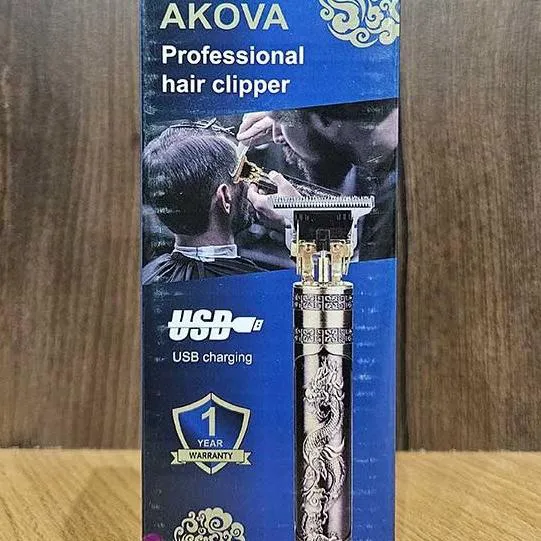 AKOVA
Professional
hair clipper
USB
USB charging
1
YEAR
WARRANTY